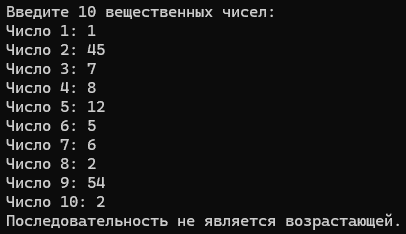 Введите 10 вещественных чисел:
Число 1: 1
Число 2: 45
Число 3: 7
Число 4: 8
Число 5: 12
Число 6: 5
Число 7: 6
Число 8: 2
Число 9: 54
Число 10: 2
Последовательность не является возрастающей.